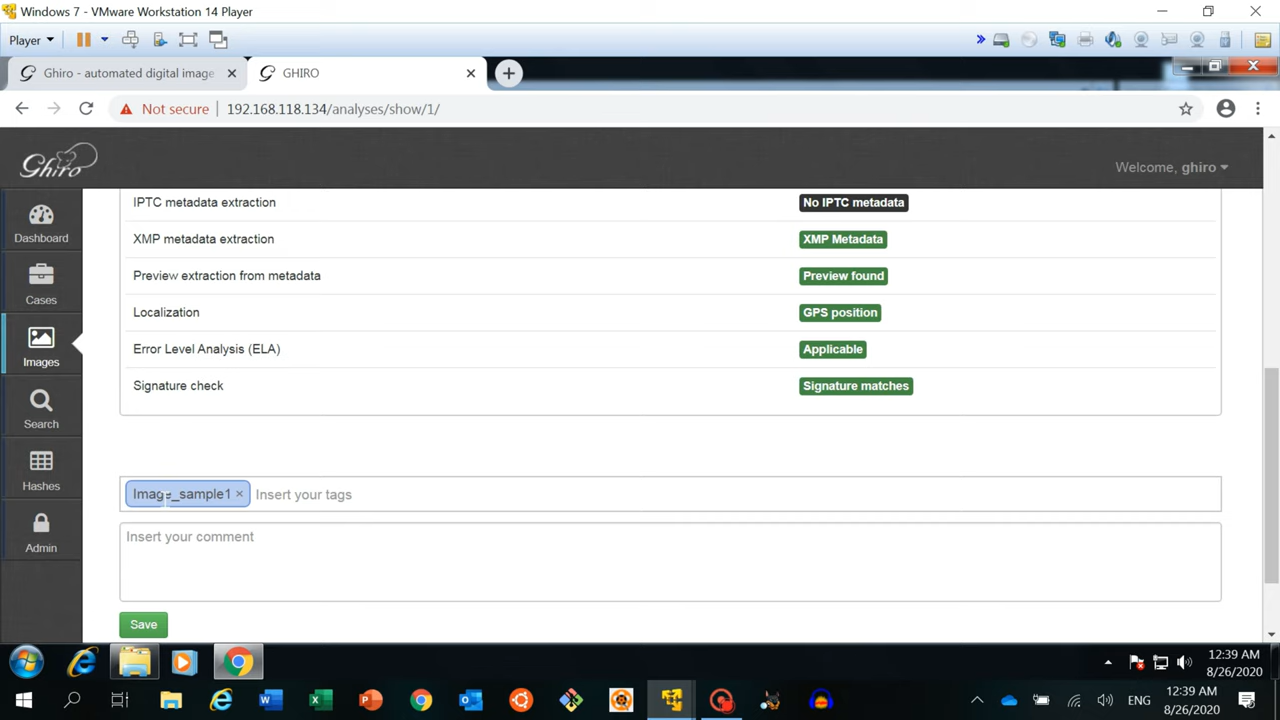 Windows 7 - VMware Workstation 14 Player
Player
Ghiro - automated digital image
GHIRO
Not secure
192.168.118.134/analyses/show/1/
Ghiro
Welcome, ghiro
Dashboard
Cases
Images
Search
Hashes
Admin
IPTC metadata extraction No IPTC metadata
XMP metadata extraction XMP Metadata
Preview extraction from metadata Preview found
Localization GPS position
Error Level Analysis (ELA) Applicable
Signature check Signature matches
Image_sample1 × Insert your tags
Insert your comment
Save
12:39 AM
8/26/2020
ENG
12:39 AM
8/26/2020